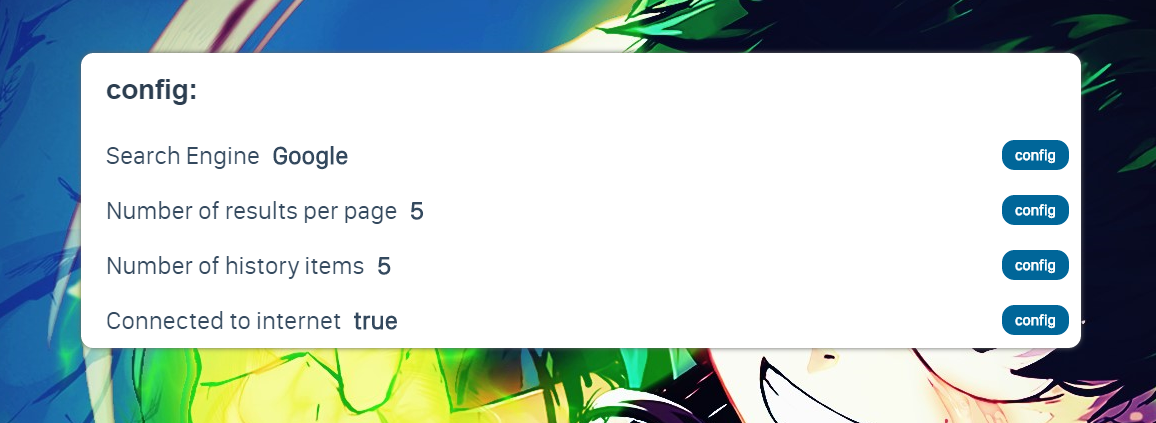 config:
Search Engine Google config
Number of results per page 5 config
Number of history items 5 config
Connected to internet true config